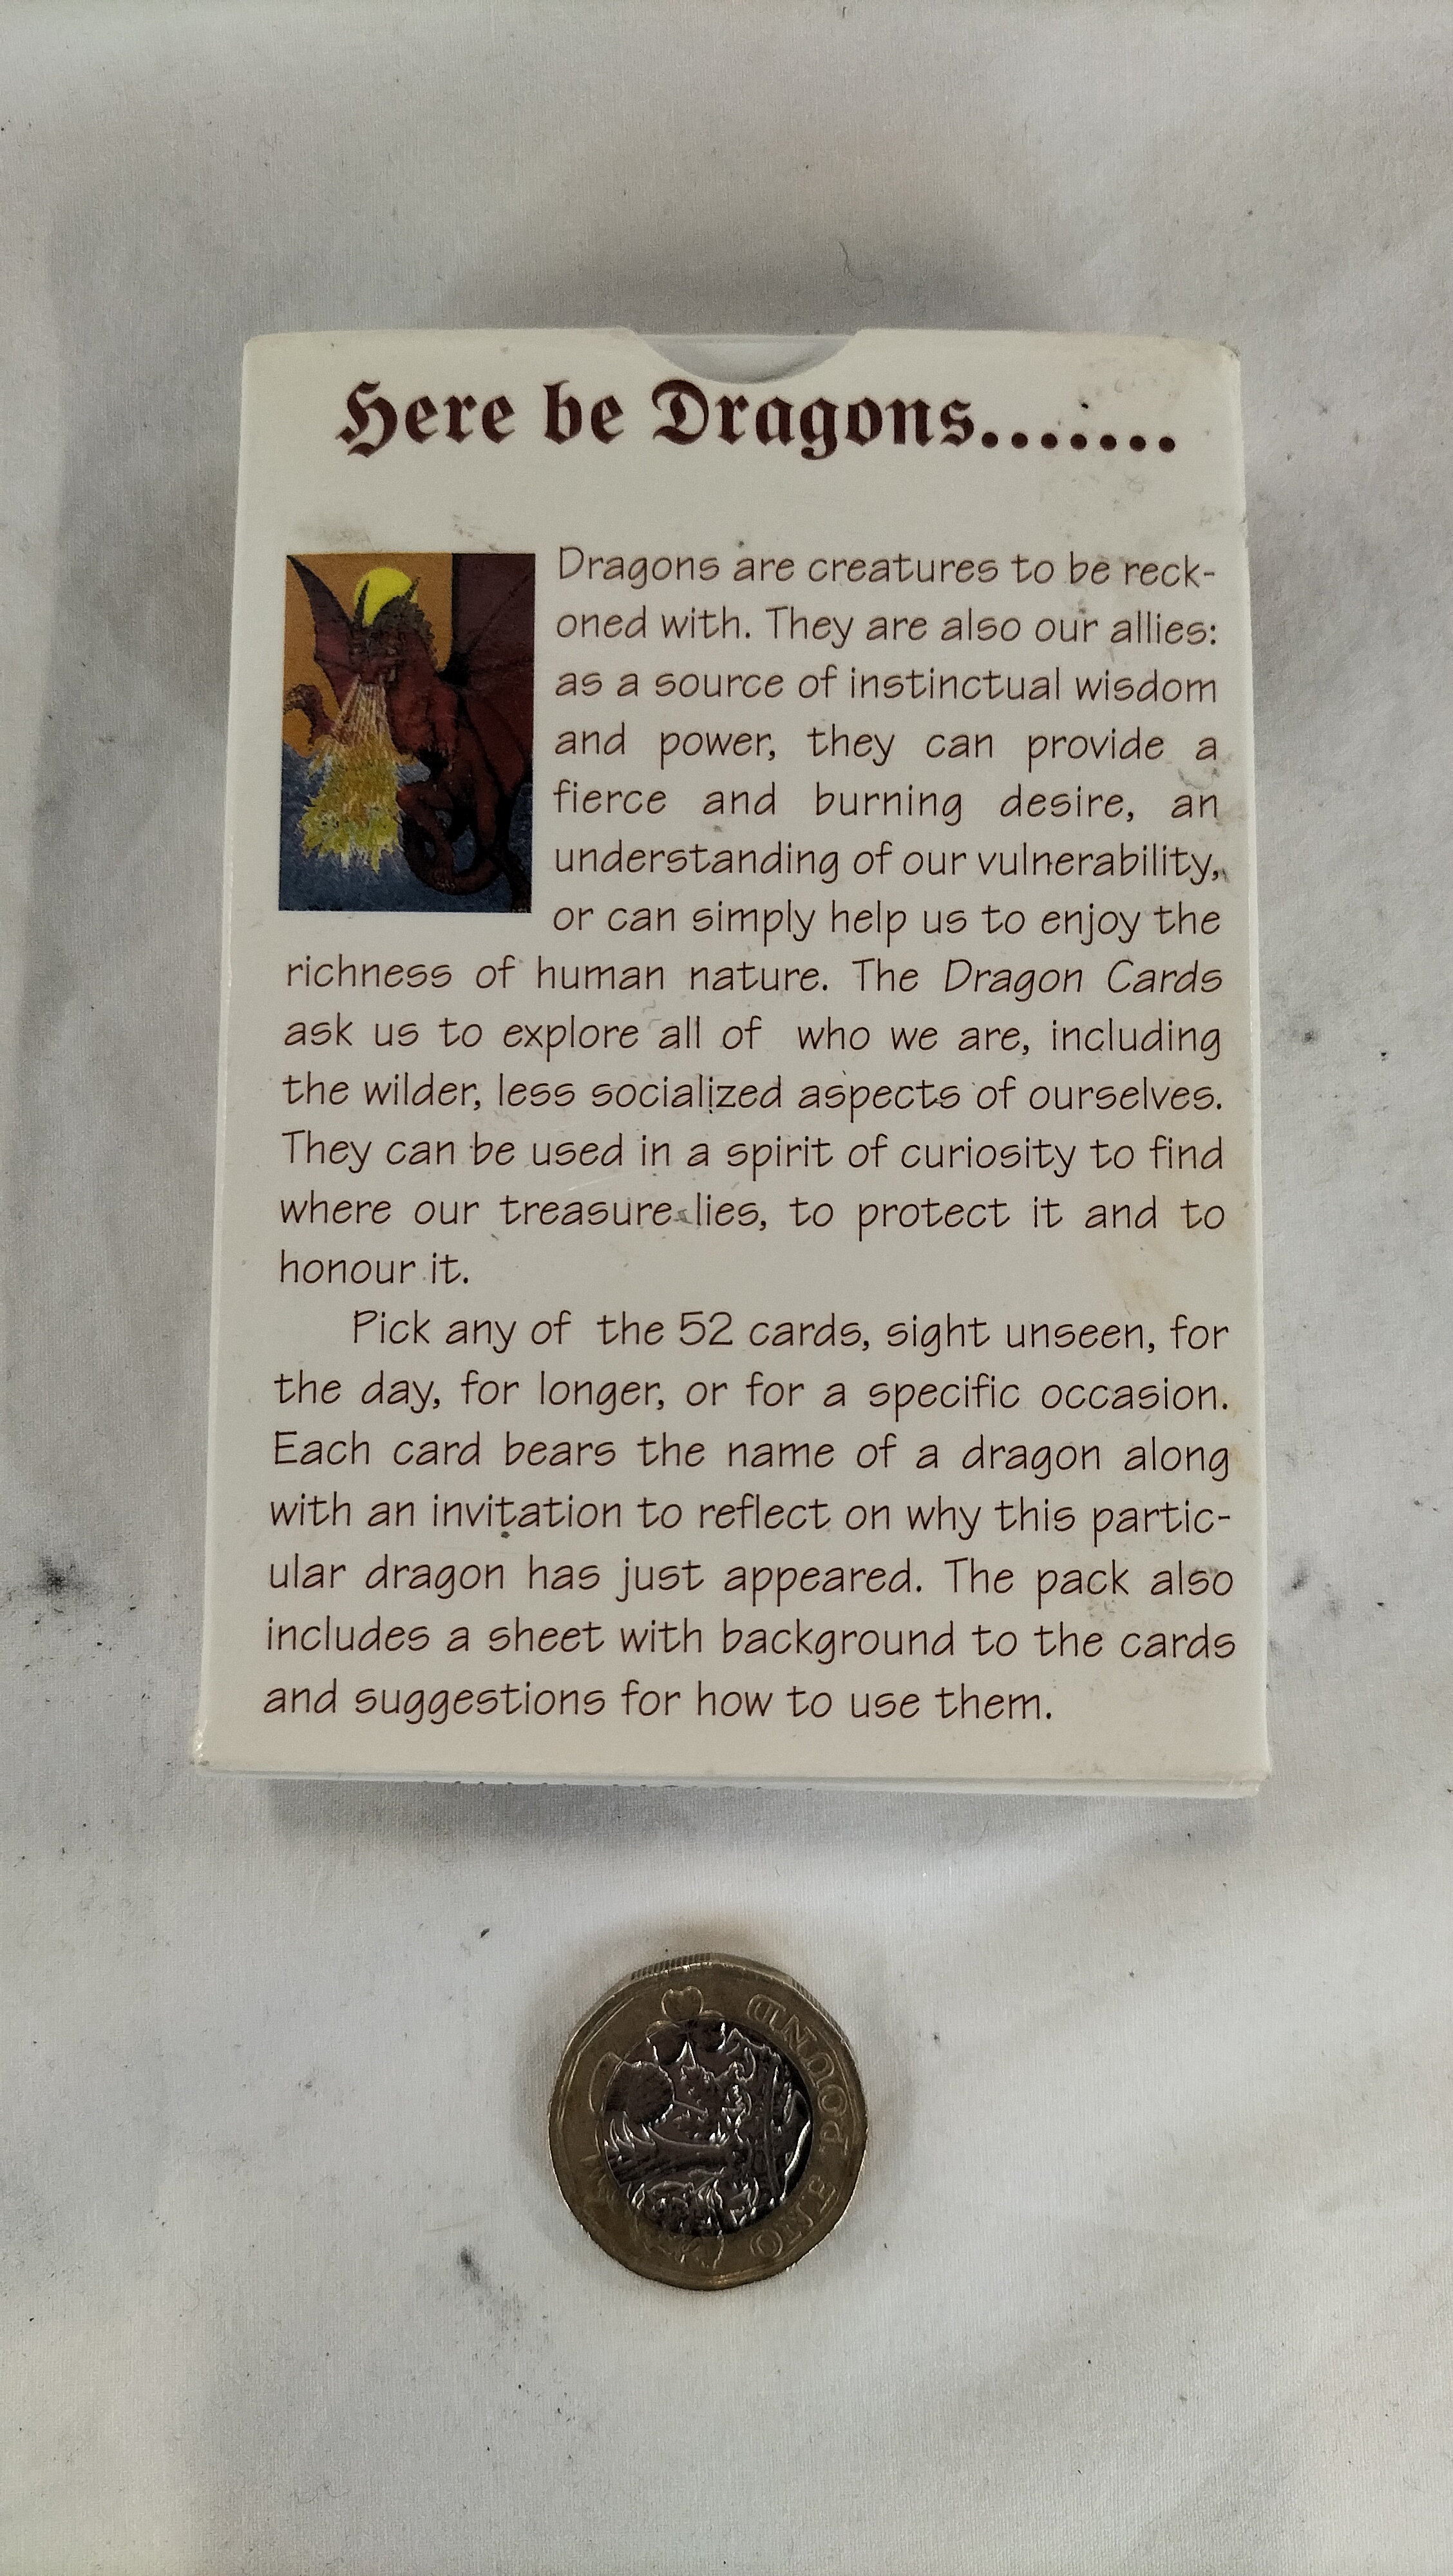 Here be Dragons.......
Dragons are creatures to be reck-
oned with. They are also our allies:
as a source of instinctual wisdom
and power, they can provide a
fierce and burning desire, an
understanding of our vulnerability,
or can simply help us to enjoy the
richness of human nature. The Dragon Cards
ask us to explore all of who we are, including
the wilder, less socialized aspects of ourselves.
They can be used in a spirit of curiosity to find
where our treasure lies, to protect it and to
honour it.
Pick any of the 52 cards, sight unseen, for
the day, for longer, or for a specific occasion.
Each card bears the name of a dragon along
with an invitation to reflect on why this partic-
ular dragon has just appeared. The pack also
includes a sheet with background to the cards
and suggestions for how to use them.
ONE POUND